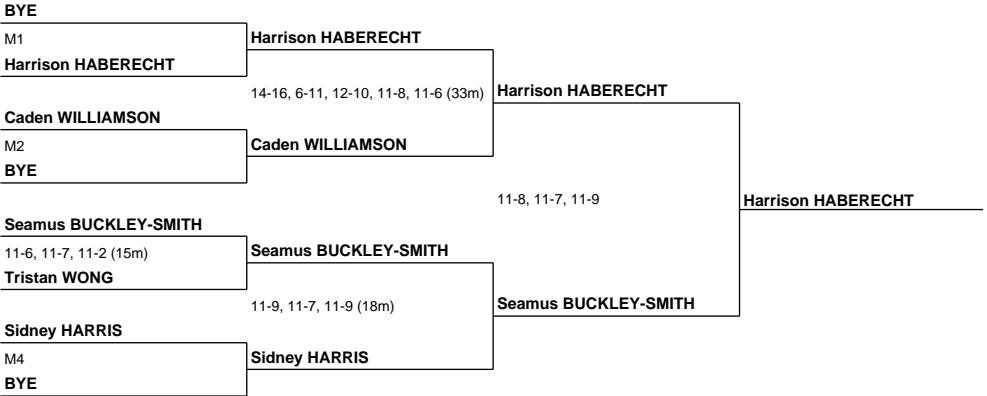 BYE
M1
Harrison HABERECHT
Harrison HABERECHT
14-16, 6-11, 12-10, 11-8, 11-6 (33m)
Harrison HABERECHT
Caden WILLIAMSON
M2
Caden WILLIAMSON
BYE
11-8, 11-7, 11-9
Harrison HABERECHT
Seamus BUCKLEY-SMITH
11-6, 11-7, 11-2 (15m)
Seamus BUCKLEY-SMITH
Tristan WONG
11-9, 11-7, 11-9 (18m)
Seamus BUCKLEY-SMITH
Sidney HARRIS
M4
Sidney HARRIS
BYE